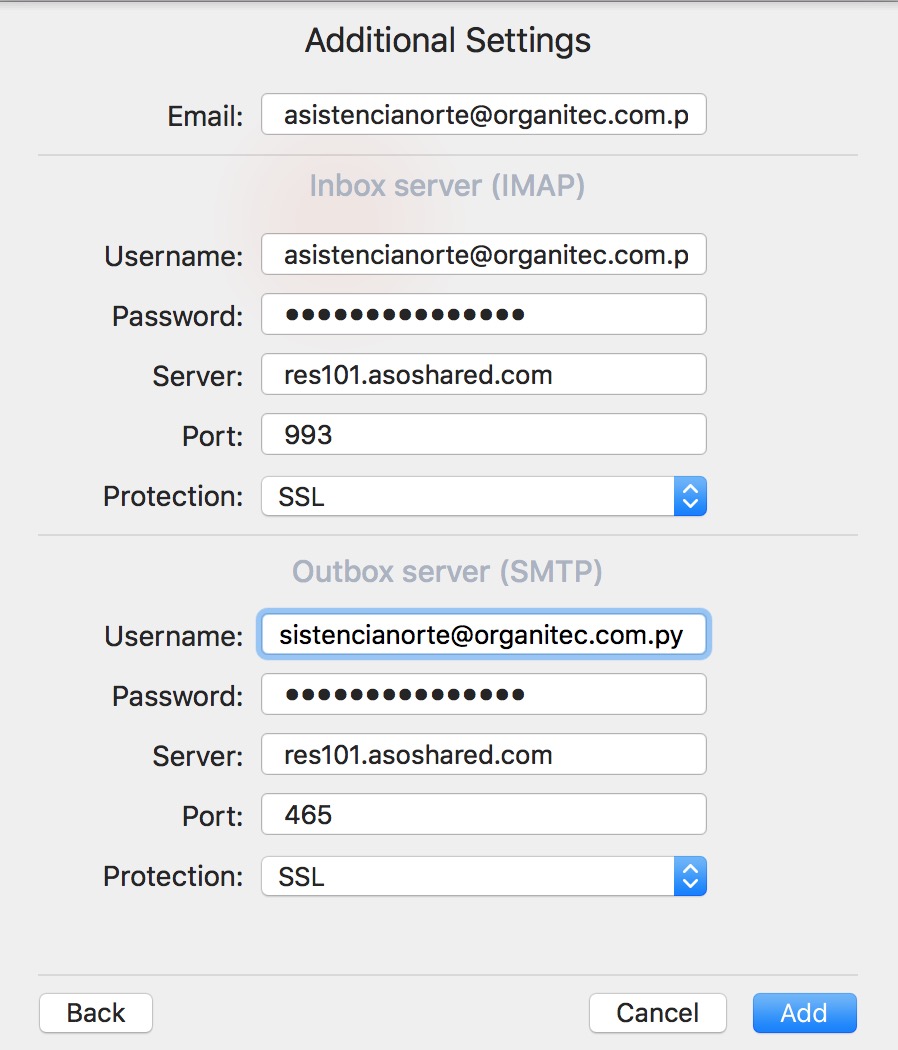 Additional Settings
Email: asistencianorte@organitec.com.p
Inbox server (IMAP)
Username: asistencianorte@organitec.com.p
Password: •••••••••••••••
Server: res101.asoshared.com
Port: 993
Protection: SSL
Outbox server (SMTP)
Username: sistencianorte@organitec.com.py
Password: •••••••••••••••
Server: res101.asoshared.com
Port: 465
Protection: SSL
Back Cancel Add